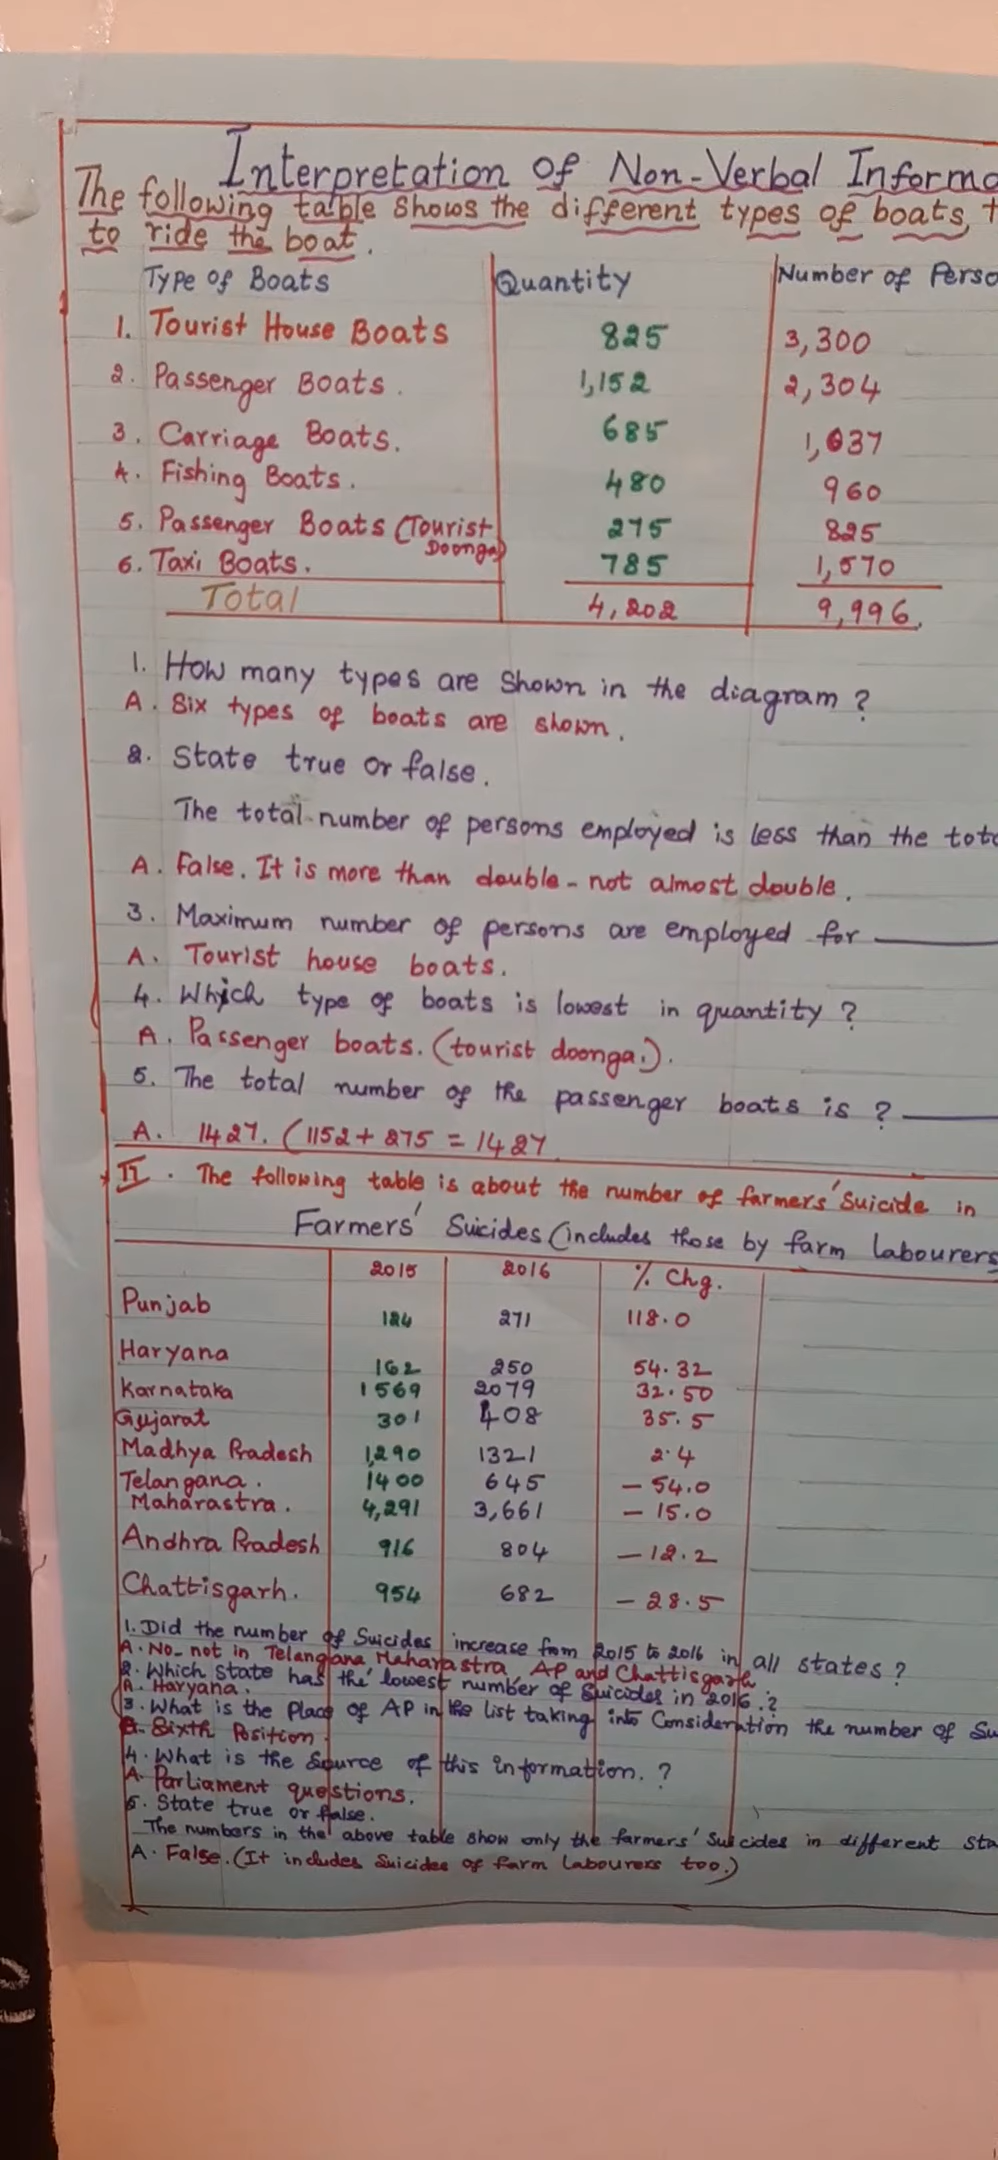 Interpretation of Non-Verbal Informa
The following table shows the different types of boats, t
to ride the boat.
Type of Boats Quantity Number of Perso
1. Tourist House Boats 825 3,300
2. Passenger Boats. 1,152 2,304
3. Carriage Boats. 685 1,037
4. Fishing Boats. 480 960
5. Passenger Boats (Tourist Doonga) 275 825
6. Taxi Boats. 785 1,570
Total 4,202 9,996.
1. How many types are shown in the diagram?
A. Six types of boats are shown.
2. State true or false.
The total number of persons employed is less than the tota
A. False. It is more than double - not almost double.
3. Maximum number of persons are employed for
A. Tourist house boats.
4. Which type of boats is lowest in quantity?
A. Passenger boats. (tourist doonga.).
5. The total number of the passenger boats is?
A. 1427. (1152 + 275 = 1427
II. The following table is about the number of farmers' Suicide in
Farmers' Suicides (includes those by farm labourers
2015 2016 % Chg.
Punjab 124 271 118.0
Haryana 162 250 54.32
Karnataka 1569 2079 32.50
Gujarat 301 408 35.5
Madhya Pradesh 1,290 1321 2.4
Telangana. 1400 645 - 54.0
Maharastra. 4,291 3,661 - 15.0
Andhra Pradesh 916 804 - 12.2
Chattisgarh. 954 682 - 28.5
1. Did the number of Suicides increase from 2015 to 2016 in all states?
A. No- not in Telangana Maharastra, AP and Chattisgarh
2. Which state has the lowest number of Suicides in 2016.?
A. Haryana.
3. What is the Place of AP in the list taking into Consideration the number of Su
A. Sixth Position.
4. What is the Source of this information.?
A. Parliament questions.
5. State true or false.
The numbers in the above table show only the farmers' Suicides in different sta
A. False. (It includes Suicides of farm Labourers too.)